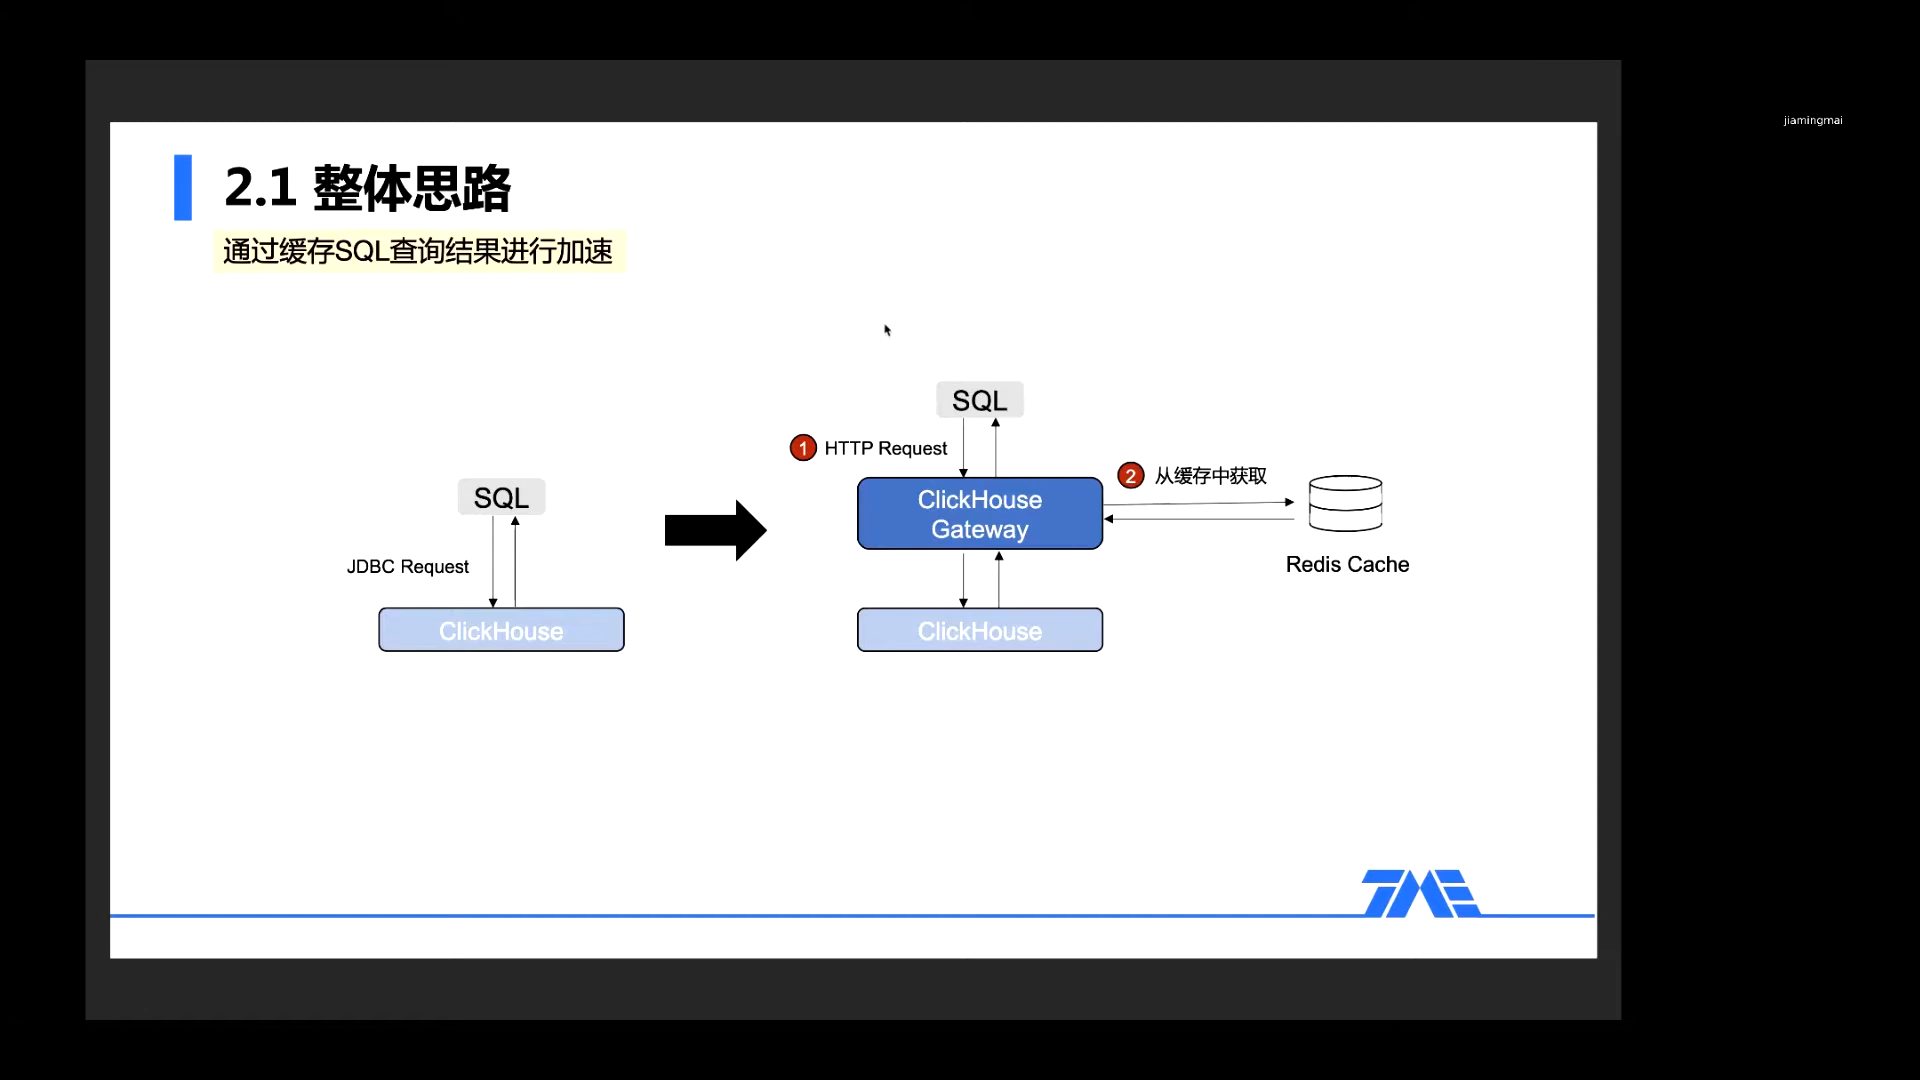 jiamingmai
2.1 整体思路
通过缓存SQL查询结果进行加速
SQL
JDBC Request
ClickHouse
SQL
1 HTTP Request
ClickHouse
Gateway
2 从缓存中获取
Redis Cache
ClickHouse
TME